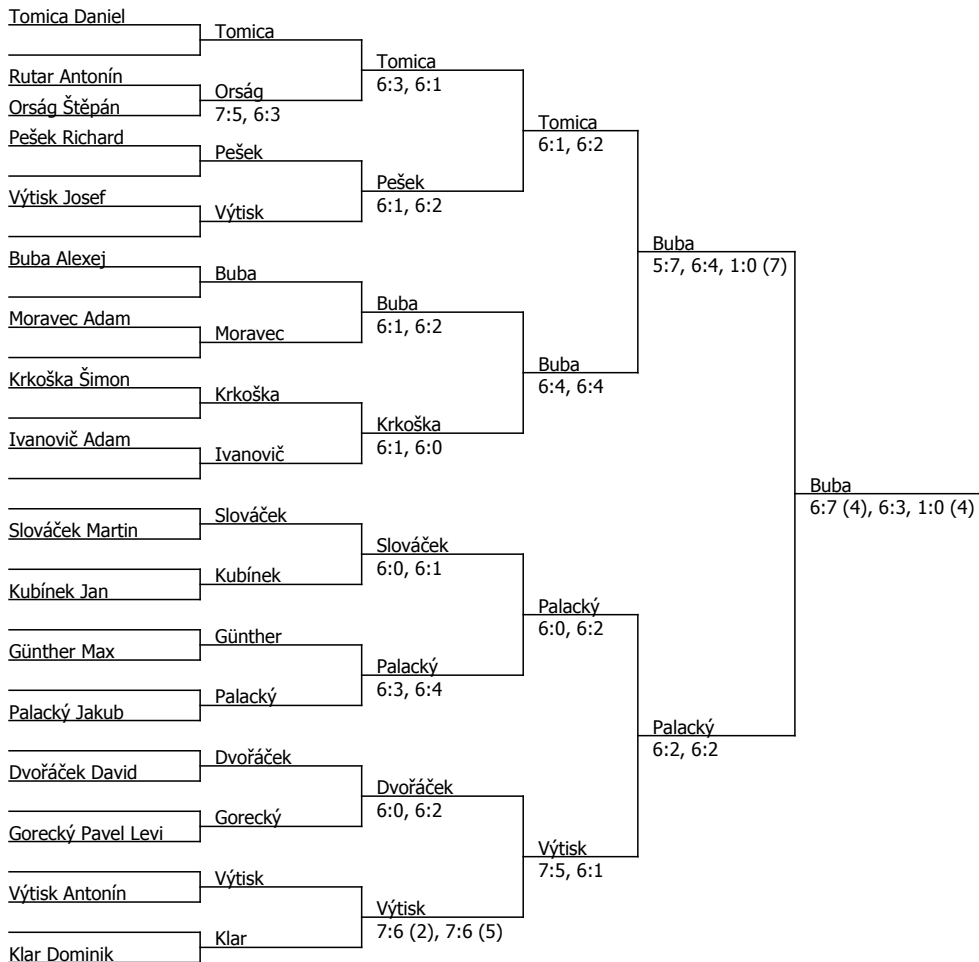 Tomica Daniel
Tomica
Tomica
6:3, 6:1
Rutar Antonín
Orság
7:5, 6:3
Orság Štěpán
Tomica
6:1, 6:2
Pešek Richard
Pešek
Pešek
6:1, 6:2
Výtisk Josef
Výtisk
Buba
5:7, 6:4, 1:0 (7)
Buba Alexej
Buba
Buba
6:1, 6:2
Moravec Adam
Moravec
Buba
6:4, 6:4
Krkoška Šimon
Krkoška
Krkoška
6:1, 6:0
Ivanovič Adam
Ivanovič
Buba
6:7 (4), 6:3, 1:0 (4)
Slováček
Slováček Martin
Slováček
6:0, 6:1
Kubínek
Kubínek Jan
Palacký
6:0, 6:2
Günther
Günther Max
Palacký
6:3, 6:4
Palacký
Palacký Jakub
Palacký
6:2, 6:2
Dvořáček
Dvořáček David
Dvořáček
6:0, 6:2
Gorecký
Gorecký Pavel Levi
Výtisk
7:5, 6:1
Výtisk
Výtisk Antonín
Výtisk
7:6 (2), 7:6 (5)
Klar
Klar Dominik